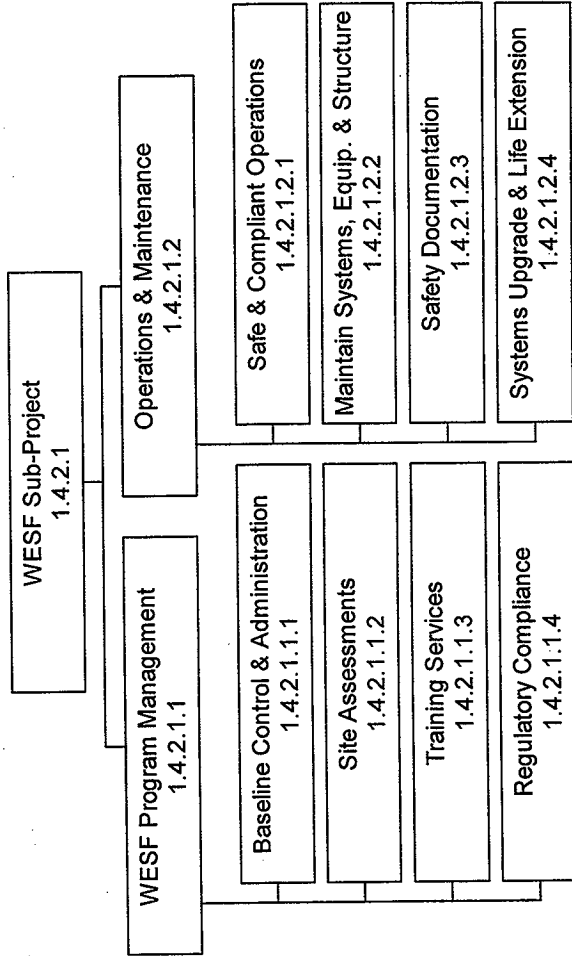 WESF Sub-Project
1.4.2.1
WESF Program Management
1.4.2.1.1
Operations & Maintenance
1.4.2.1.2
Baseline Control & Administration
1.4.2.1.1.1
Site Assessments
1.4.2.1.1.2
Training Services
1.4.2.1.1.3
Regulatory Compliance
1.4.2.1.1.4
Safe & Compliant Operations
1.4.2.1.2.1
Maintain Systems, Equip. & Structure
1.4.2.1.2.2
Safety Documentation
1.4.2.1.2.3
Systems Upgrade & Life Extension
1.4.2.1.2.4